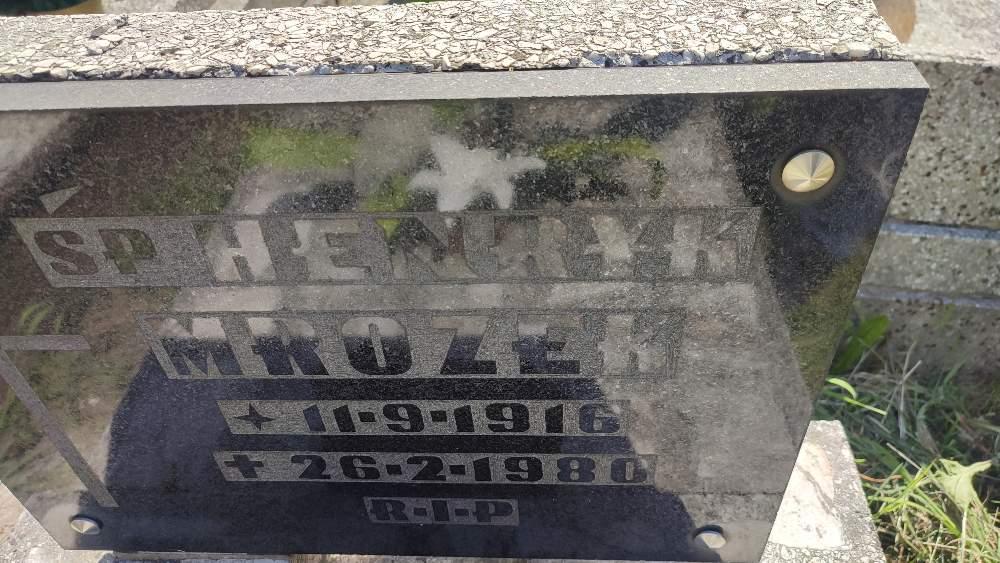 SP HENRYK
MROZEK
11-9-1916
26-2-1980
R-I-P